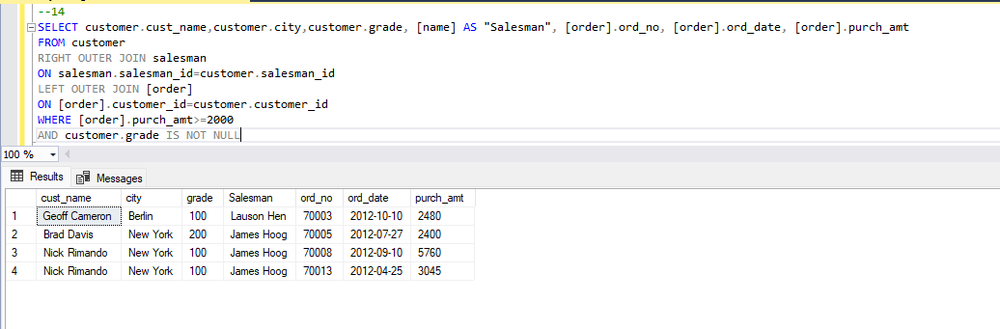 --14
SELECT customer.cust_name,customer.city,customer.grade, [name] AS "Salesman", [order].ord_no, [order].ord_date, [order].purch_amt
FROM customer
RIGHT OUTER JOIN salesman
ON salesman.salesman_id=customer.salesman_id
LEFT OUTER JOIN [order]
ON [order].customer_id=customer.customer_id
WHERE [order].purch_amt>=2000
AND customer.grade IS NOT NULL
100 %
Results Messages
cust_name city grade Salesman ord_no ord_date purch_amt
1 Geoff Cameron Berlin 100 Lauson Hen 70003 2012-10-10 2480
2 Brad Davis New York 200 James Hoog 70005 2012-07-27 2400
3 Nick Rimando New York 100 James Hoog 70008 2012-09-10 5760
4 Nick Rimando New York 100 James Hoog 70013 2012-04-25 3045